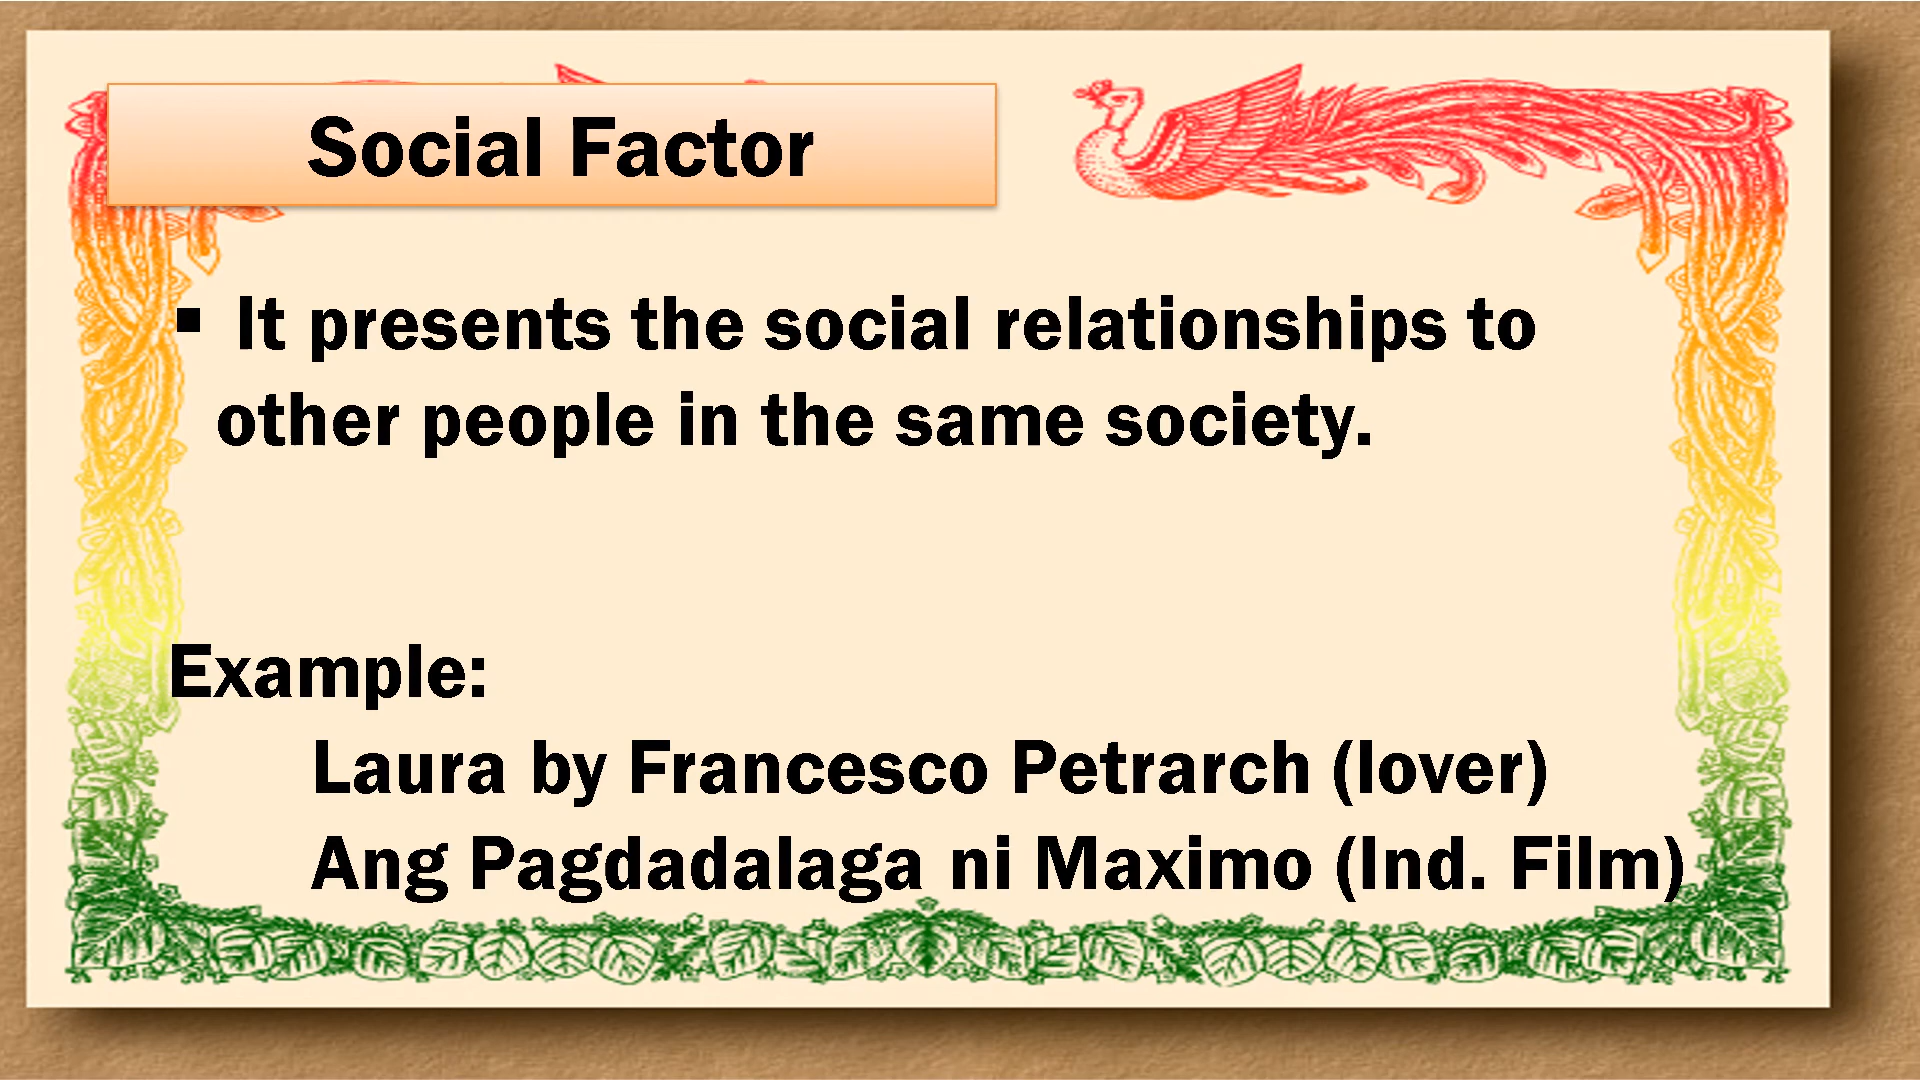 Social Factor
▪ It presents the social relationships to
other people in the same society.
Example:
Laura by Francesco Petrarch (lover)
Ang Pagdadalaga ni Maximo (Ind. Film)